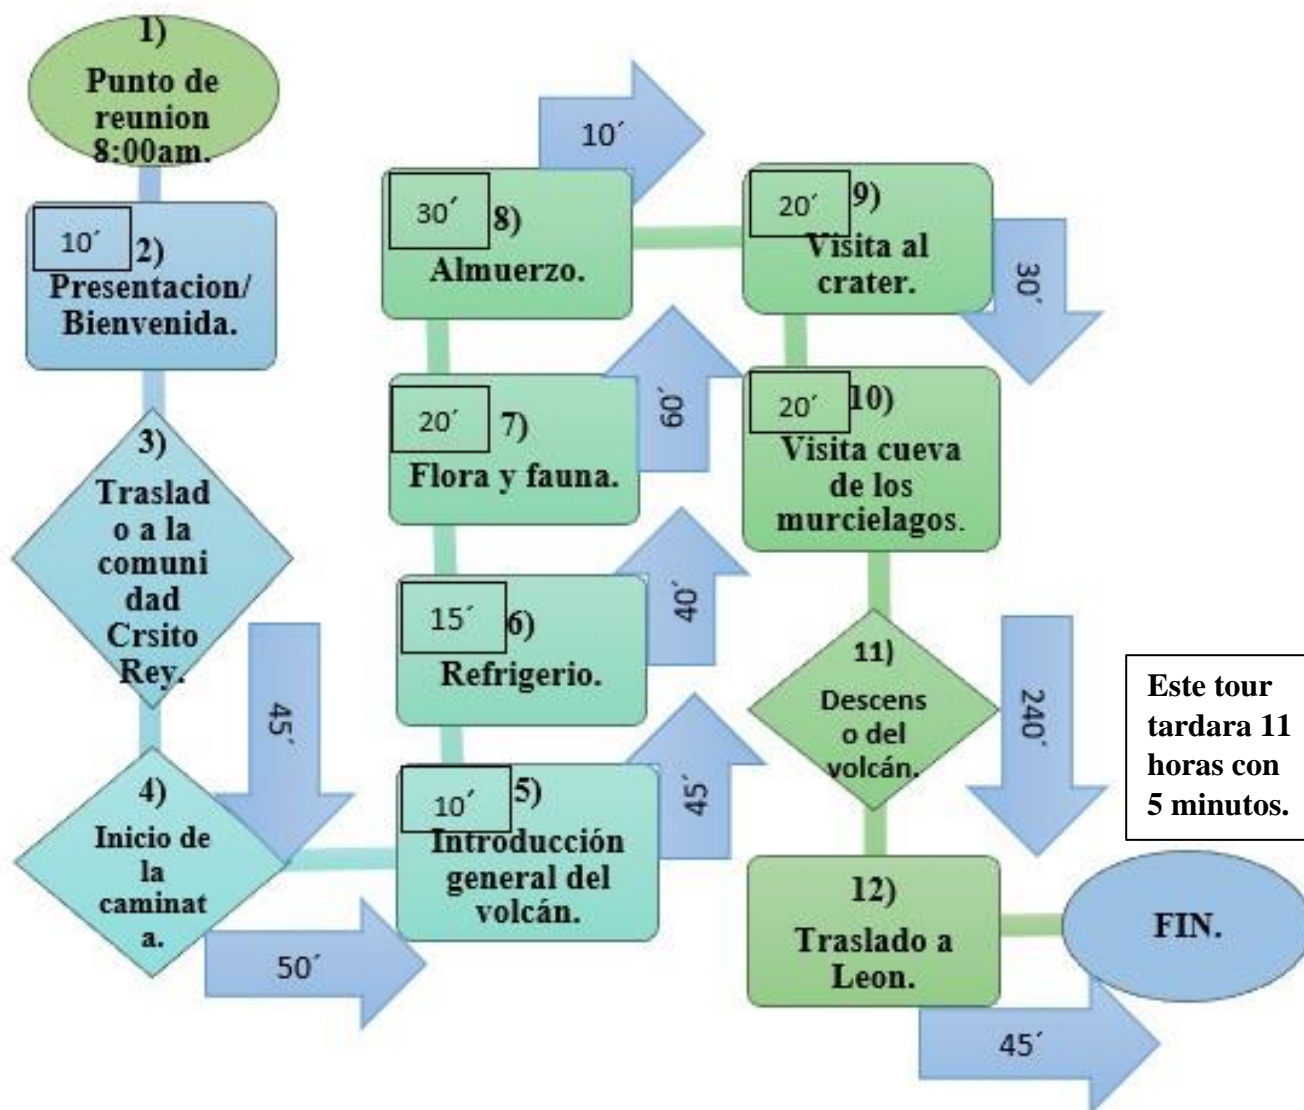 1)
Punto de
reunion
8:00am.
10´
2)
Presentacion/
Bienvenida.
3)
Traslad
o a la
comuni
dad
Crsito
Rey.
45´
4)
Inicio de
la
caminat
a.
50´
10´
5)
Introducción
general del
volcán.
45´
15´
6)
Refrigerio.
40´
20´
7)
Flora y fauna.
60´
30´
8)
Almuerzo.
10´
20´
9)
Visita al
crater.
30´
20´
10)
Visita cueva
de los
murcielagos.
11)
Descens
o del
volcán.
240´
12)
Traslado a
Leon.
45´
FIN.
Este tour
tardara 11
horas con
5 minutos.